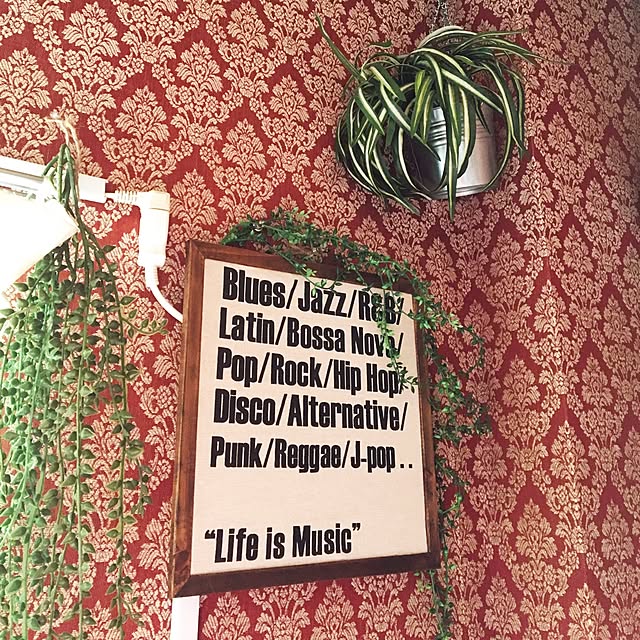 Blues/Jazz/R&B/
Latin/Bossa Nova/
Pop/Rock/Hip Hop/
Disco/Alternative/
Punk/Reggae/J-pop..
“Life is Music”